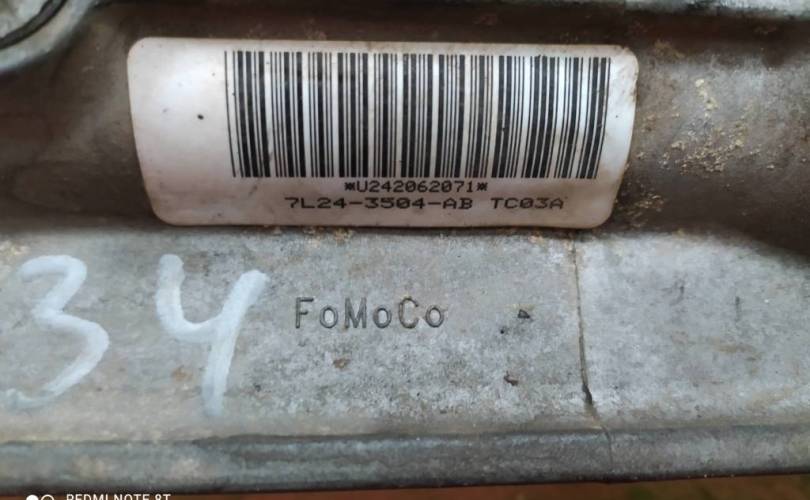 *U242062071*
7L24-3504-AB TC03A
34 FoMoCo
REDMI NOTE 8T